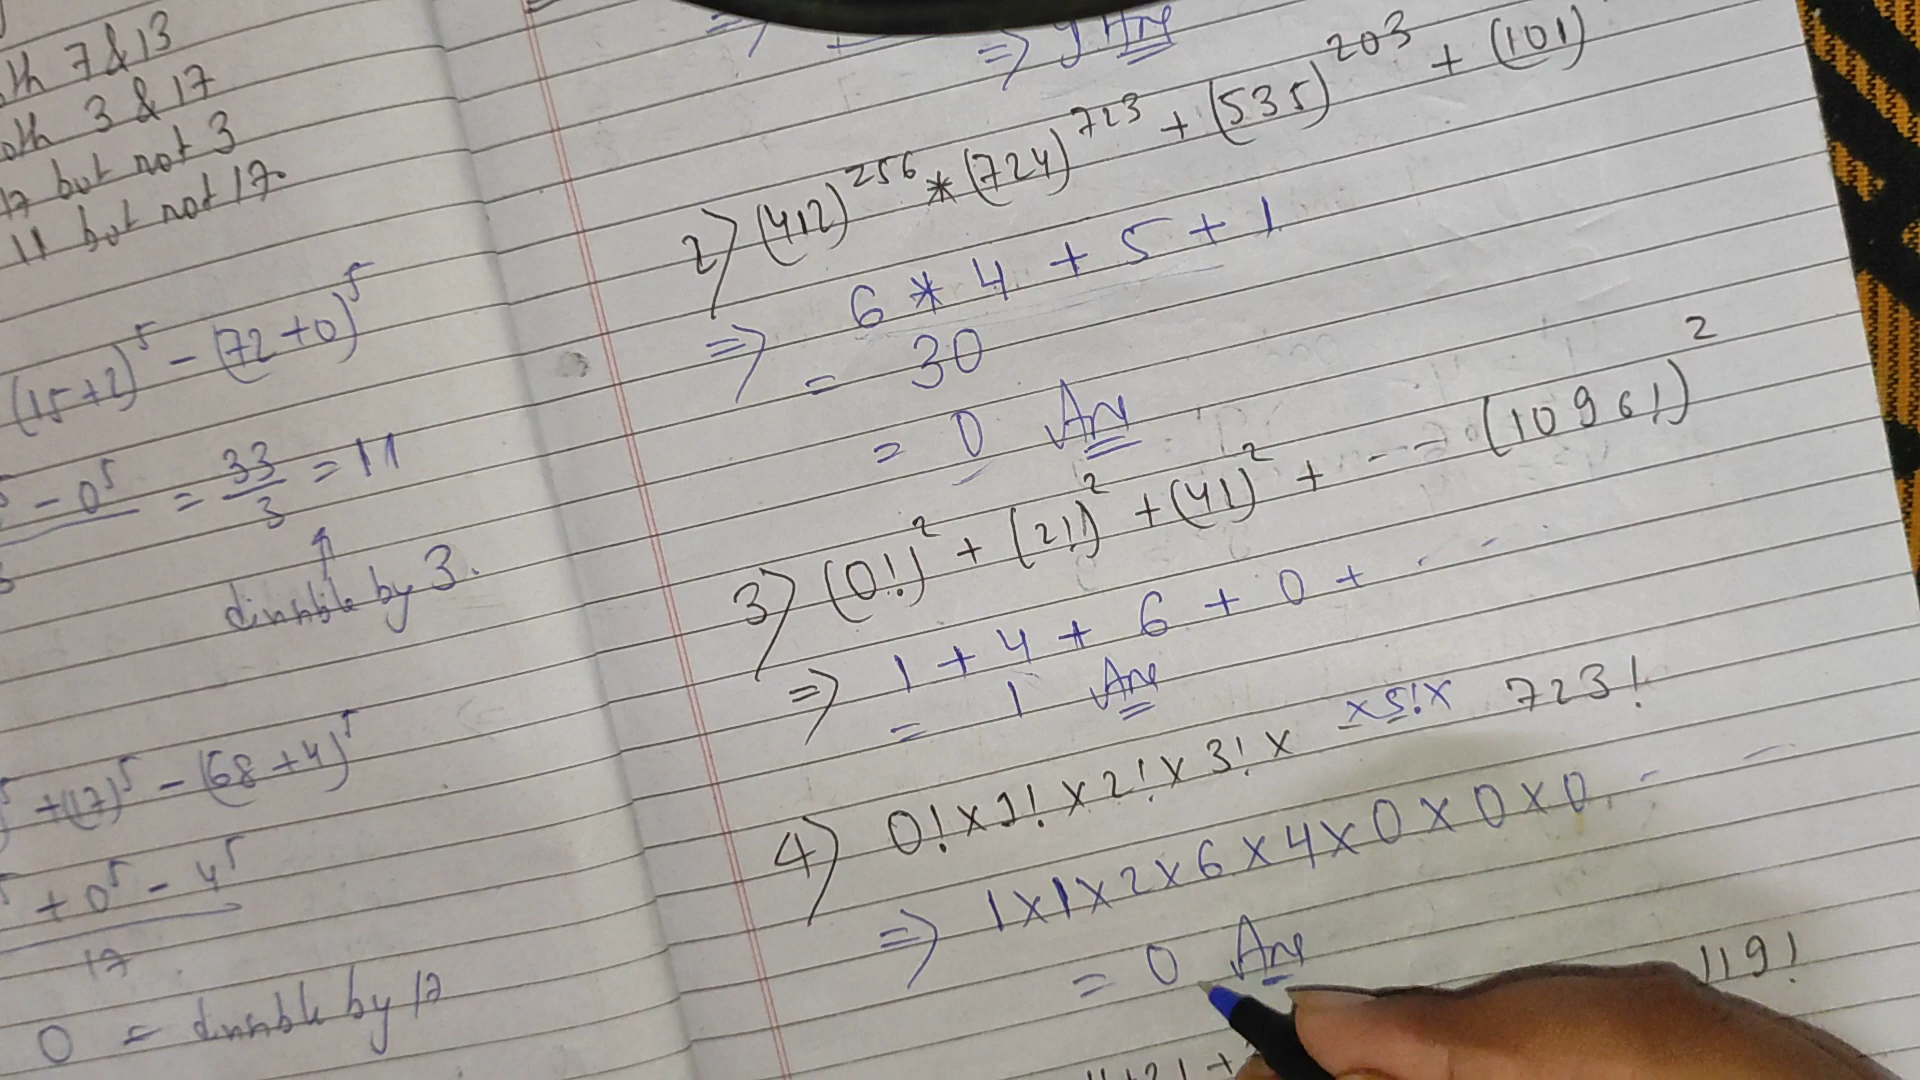 th 7 & 13
oth 3 & 17
17 but not 3
11 but not 17.
(15+2)^5 - (72+0)^5
- 0^5 = 33/3 = 11
divisible by 3.
+(17)^5 - (68+4)^5
+ 0^5 - 4^5
17
0 = divisible by 17
=> 9 Ans
2) (412)^256 * (724)^723 + (535)^203 + (101)
=> 6 * 4 + 5 + 1
= 30
= 0 Ans
3) (0!)^2 + (2!)^2 + (4!)^2 + - - - (1096!)^2
=> 1 + 4 + 6 + 0 + . . -
= 1 Ans
4) 0! x 1! x 2! x 3! x x 5! x 723!
=> 1 x 1 x 2 x 6 x 4 x 0 x 0 x 0 - -
= 0 Ans
119!